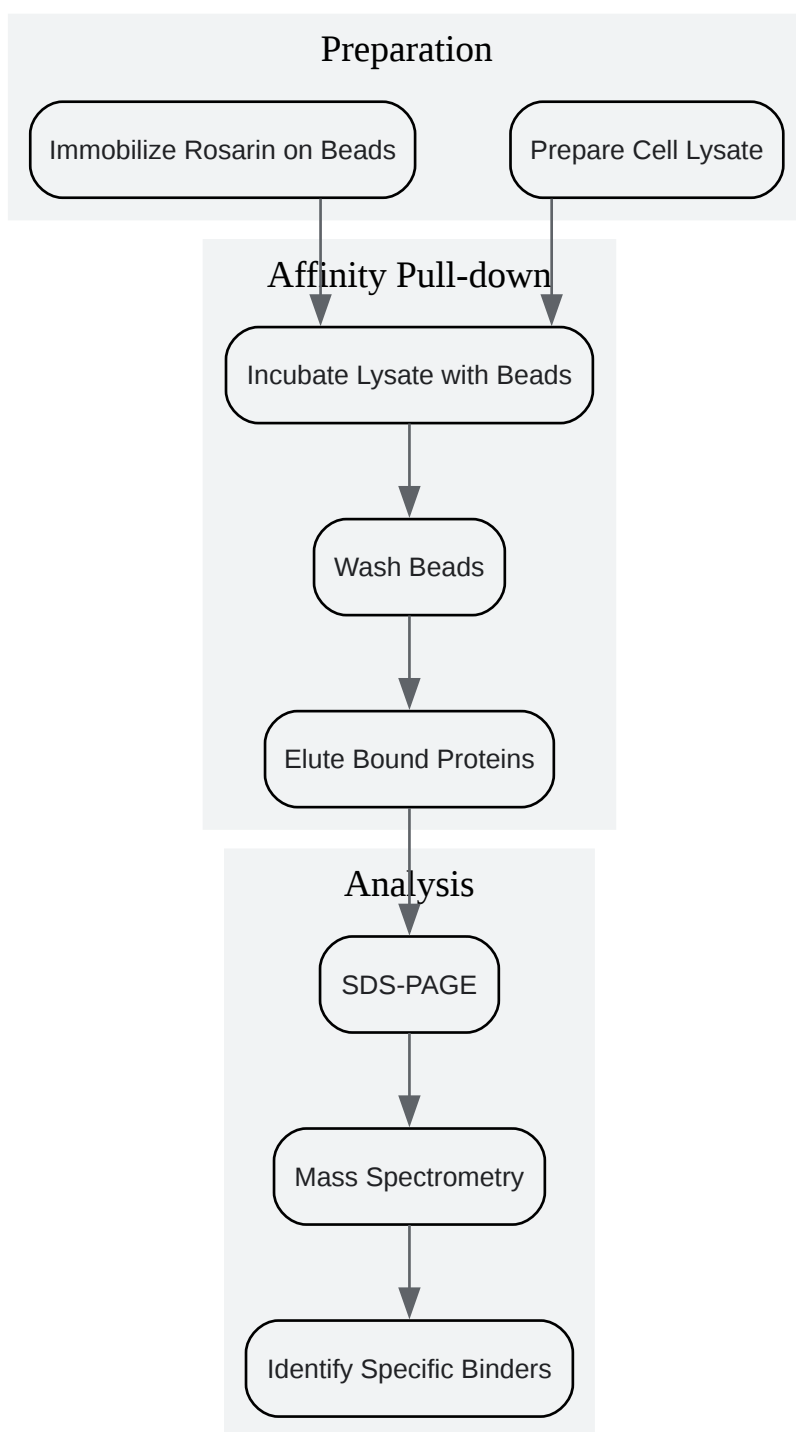 Preparation
Immobilize Rosarin on Beads
Prepare Cell Lysate
Affinity Pull-down
Incubate Lysate with Beads
Wash Beads
Elute Bound Proteins
Analysis
SDS-PAGE
Mass Spectrometry
Identify Specific Binders